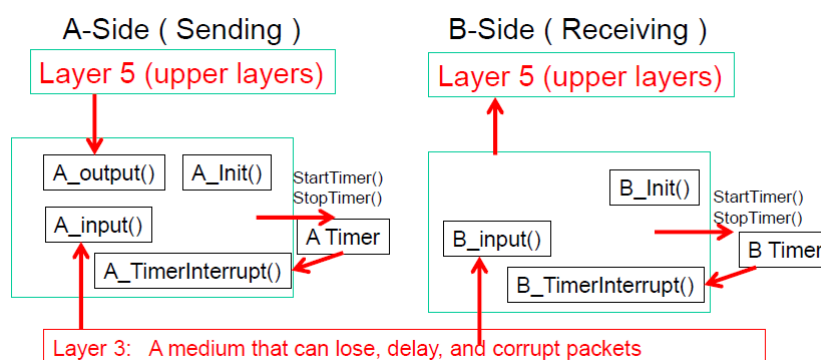 A-Side ( Sending )
B-Side ( Receiving )
Layer 5 (upper layers)
Layer 5 (upper layers)
A_output()
A_Init()
StartTimer()
StopTimer()
A_input()
A Timer
A_TimerInterrupt()
B_Init()
StartTimer()
StopTimer()
B_input()
B Timer
B_TimerInterrupt()
Layer 3: A medium that can lose, delay, and corrupt packets